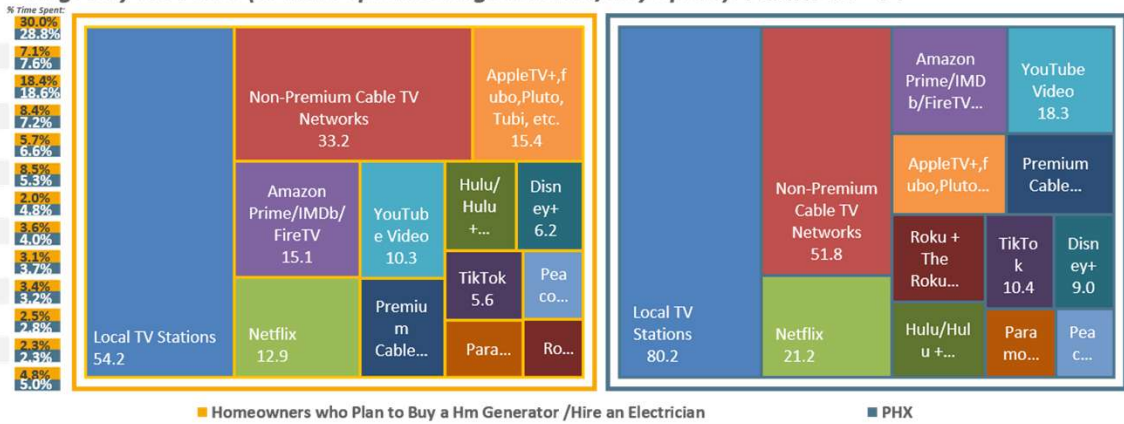 % Time Spent:
30.0%
28.8%
7.1%
7.6%
18.4%
18.6%
8.4%
7.2%
5.7%
6.6%
8.5%
5.3%
2.0%
4.8%
3.6%
4.0%
3.1%
3.7%
3.4%
3.2%
2.5%
2.8%
2.3%
2.3%
4.8%
5.0%
Local TV Stations
54.2
Non-Premium Cable TV
Networks
33.2
AppleTV+,f
ubo,Pluto,
Tubi, etc.
15.4
Amazon
Prime/IMDb/
FireTV
15.1
YouTub
e Video
10.3
Hulu/
Hulu
+...
Disn
ey+
6.2
Netflix
12.9
Premiu
m
Cable...
TikTok
5.6
Pea
co...
Para...
Ro...
Local TV
Stations
80.2
Non-Premium
Cable TV
Networks
51.8
Netflix
21.2
Amazon
Prime/IMD
b/FireTV...
YouTube
Video
18.3
AppleTV+,f
ubo,Pluto...
Premium
Cable...
Roku +
The
Roku...
TikTo
k
10.4
Disn
ey+
9.0
Hulu/Hul
u +...
Para
mo...
Pea
c...
Homeowners who Plan to Buy a Hm Generator /Hire an Electrician
PHX